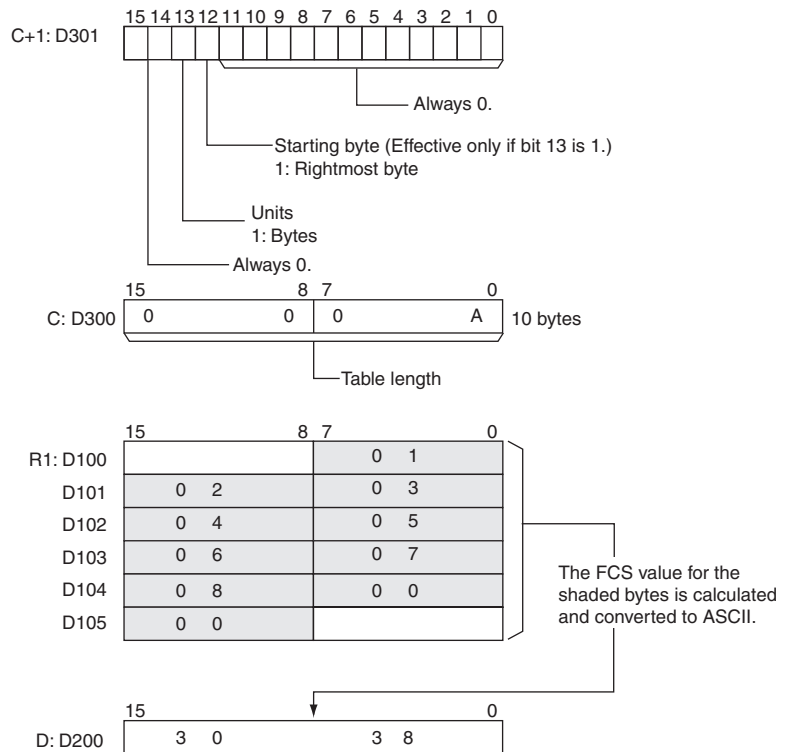 15 14 13 12 11 10 9 8 7 6 5 4 3 2 1 0
C+1: D301
Always 0.
Starting byte (Effective only if bit 13 is 1.)
1: Rightmost byte
Units
1: Bytes
Always 0.
15 8 7 0
C: D300 0 0 0 A 10 bytes
Table length
15 8 7 0
R1: D100 0 1
D101 0 2 0 3
D102 0 4 0 5
D103 0 6 0 7
D104 0 8 0 0
D105 0 0
The FCS value for the
shaded bytes is calculated
and converted to ASCII.
15 0
D: D200 3 0 3 8